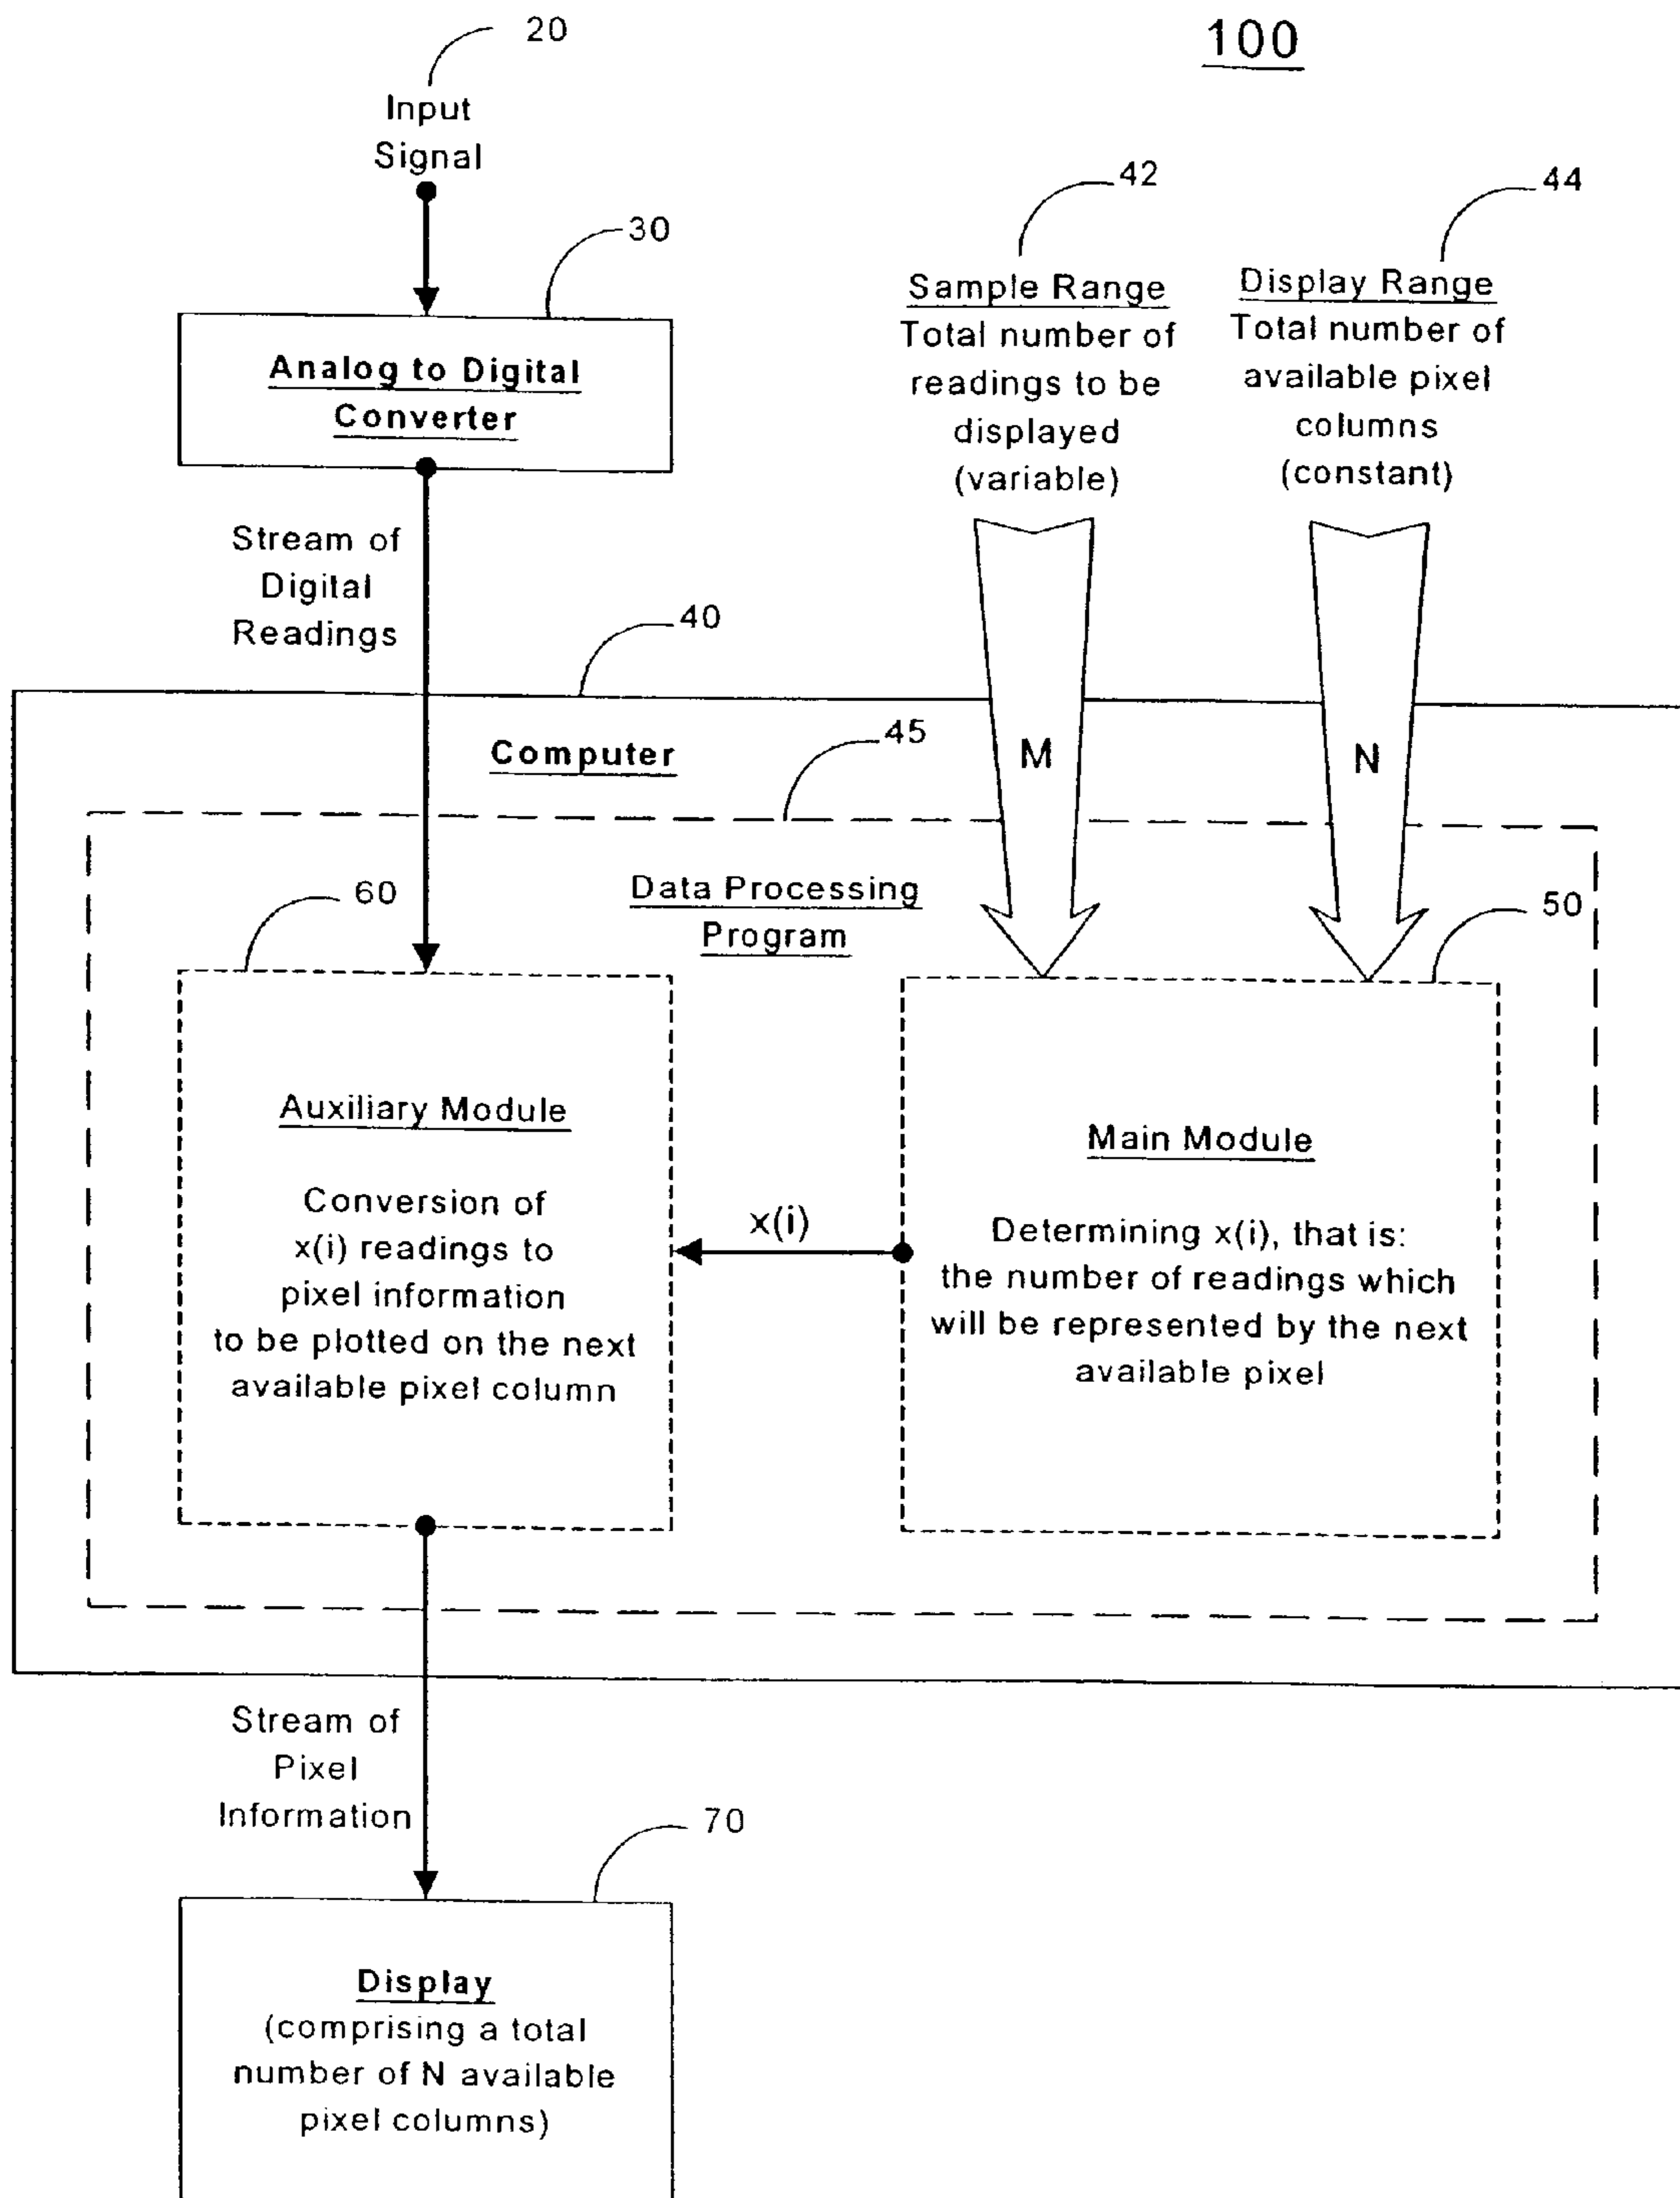 20
100
Input
Signal
42
44
30
Sample Range
Total number of
readings to be
displayed
(variable)
Display Range
Total number of
available pixel
columns
(constant)
Analog to Digital
Converter
Stream of
Digital
Readings
40
Computer
45
M
N
60
Data Processing
Program
50
Auxiliary Module
Conversion of
x(i) readings to
pixel information
to be plotted on the next
available pixel column
x(i)
Main Module
Determining x(i), that is:
the number of readings which
will be represented by the next
available pixel
Stream of
Pixel
Information
70
Display
(comprising a total
number of N available
pixel columns)